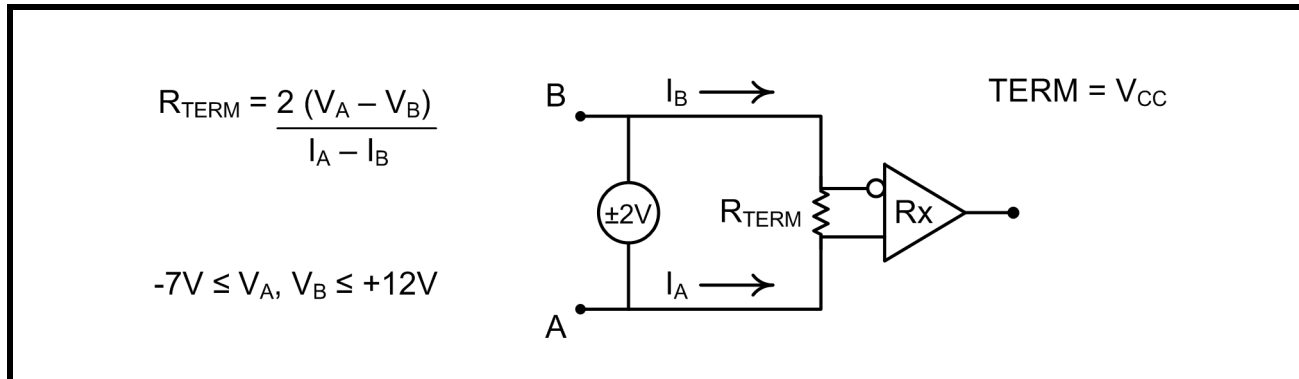 R_TERM = 2 (V_A – V_B)
I_A – I_B
-7V ≤ V_A, V_B ≤ +12V
B
I_B
TERM = V_CC
±2V
R_TERM
Rx
I_A
A